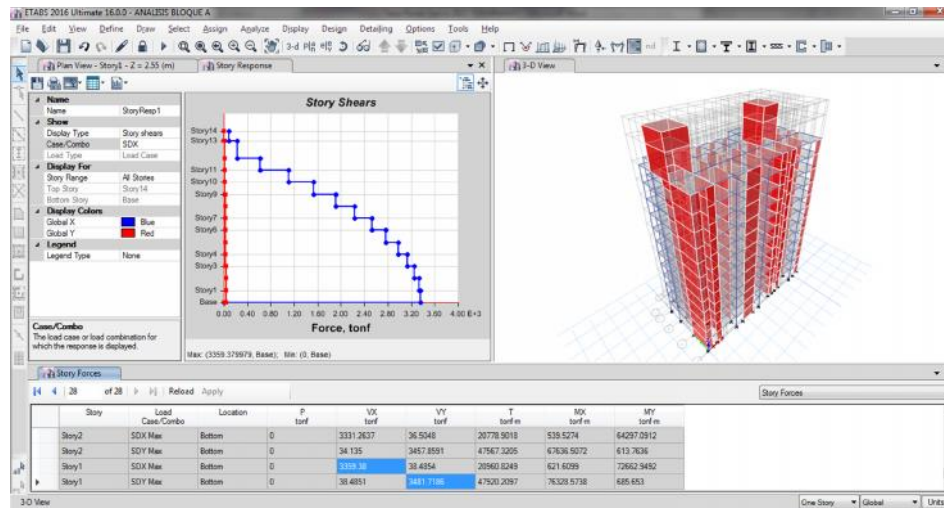 ETABS 2016 Ultimate 16.0.0 - ANALISIS BLOQUE A
File Edit View Define Draw Select Assign Analyze Display Design Detailing Options Tools Help
Plan View - Story1 - Z = 2.55 (m)
Story Response
3-D View
Name
Name StoryResp1
Show
Display Type Story shears
Case/Combo SDX
Load Type Load Case
Display For
Story Range All Stories
Top Story Story14
Bottom Story Base
Display Colors
Global X Blue
Global Y Red
Legend
Legend Type None
Case/Combo
The load case or load combination for
which the response is displayed.
Story Shears
Story14
Story13
Story11
Story10
Story9
Story7
Story6
Story4
Story3
Story1
Base
0.00 0.40 0.80 1.20 1.60 2.00 2.40 2.80 3.20 3.60 4.00 E+3
Force, tonf
Max: (3359.379979, Base); Min: (0, Base)
Story Forces
28 of 28 Reload Apply
Story Forces
Story Load Case/Combo Location P tonf VX tonf VY tonf T tonf-m MX tonf-m MY tonf-m
Story2 SDX Max Bottom 0 3331.2637 36.5048 20778.9018 539.5274 64297.0912
Story2 SDY Max Bottom 0 34.135 3457.8591 47567.3205 67636.5072 613.7636
Story1 SDX Max Bottom 0 3359.38 38.4854 20960.8249 621.6099 72662.9492
Story1 SDY Max Bottom 0 38.4851 3481.7186 47920.2097 76328.5738 685.653
3-D View
One Story Global Units